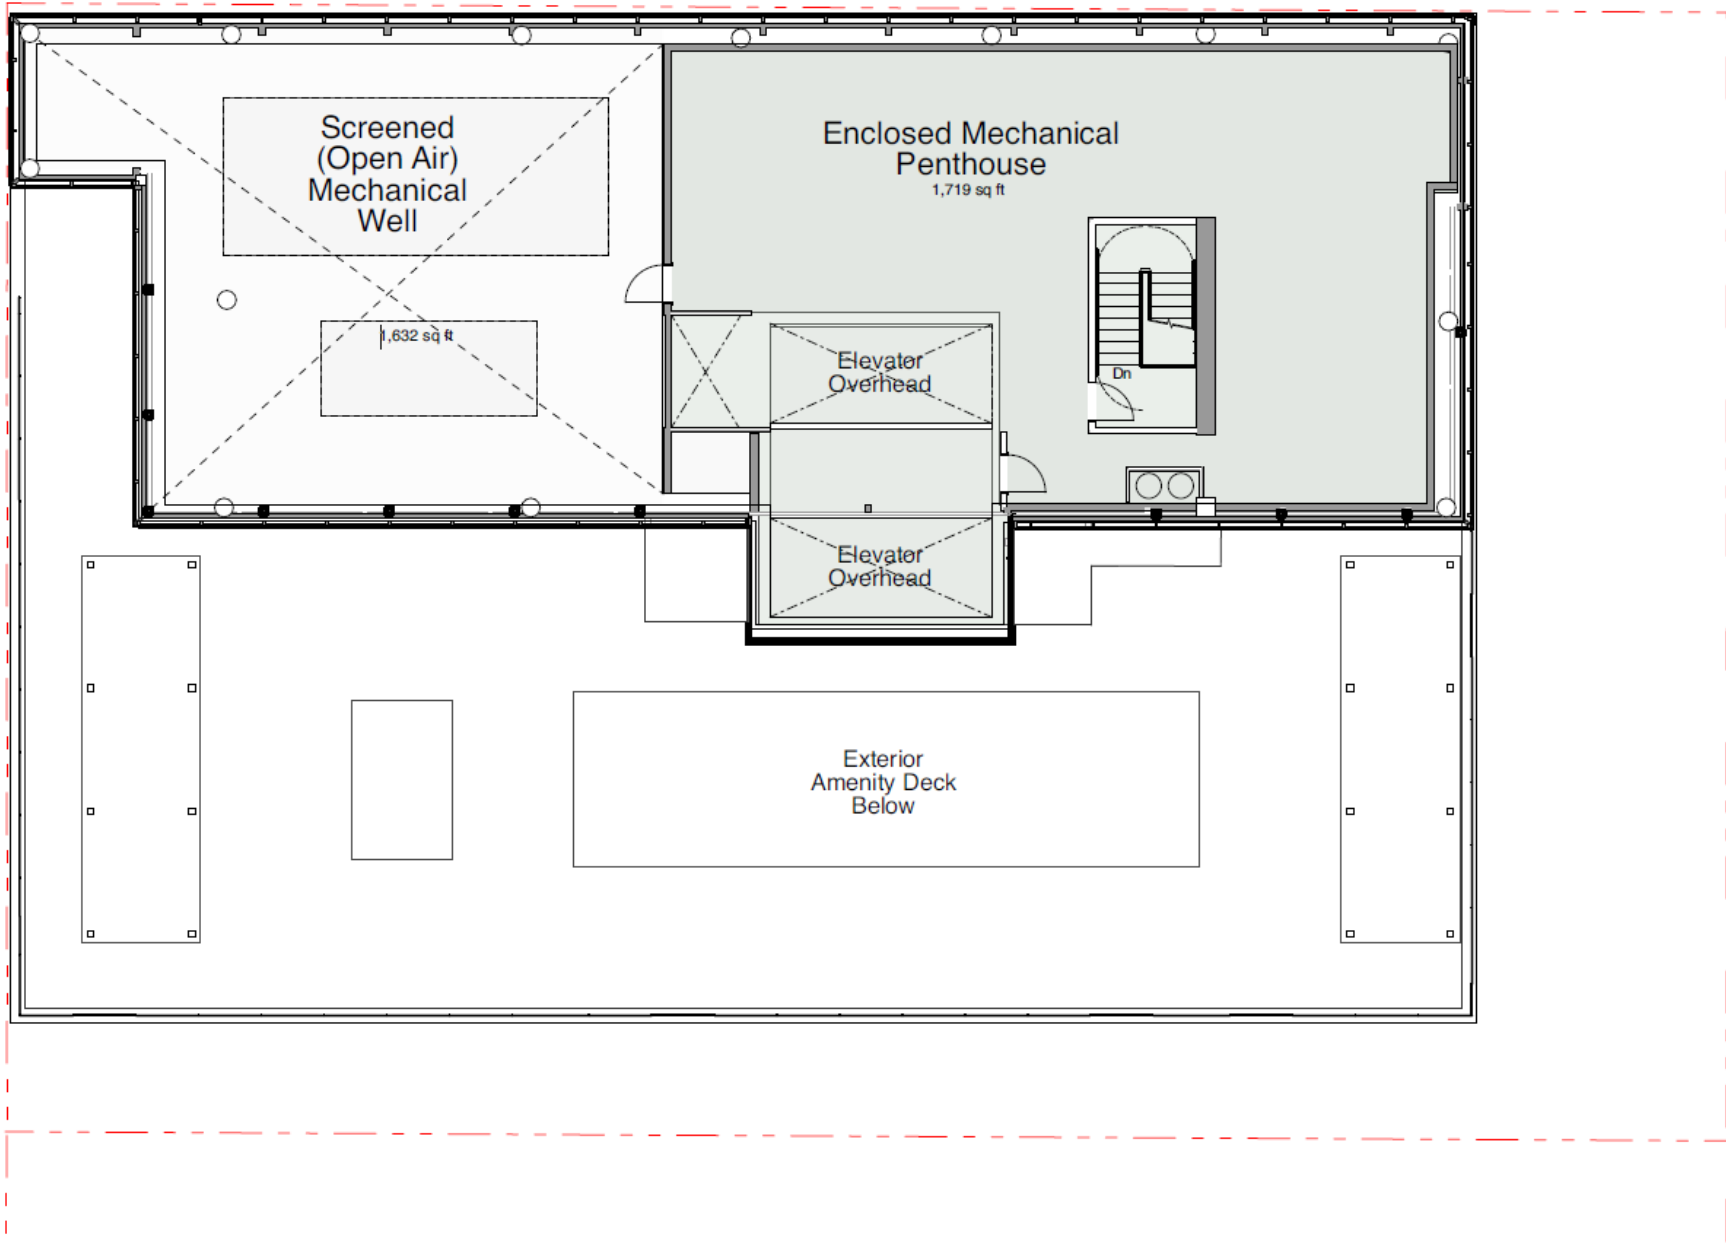 Screened
(Open Air)
Mechanical
Well
1,632 sq ft
Enclosed Mechanical
Penthouse
1,719 sq ft
Elevator
Overhead
Dn
Elevator
Overhead
Exterior
Amenity Deck
Below